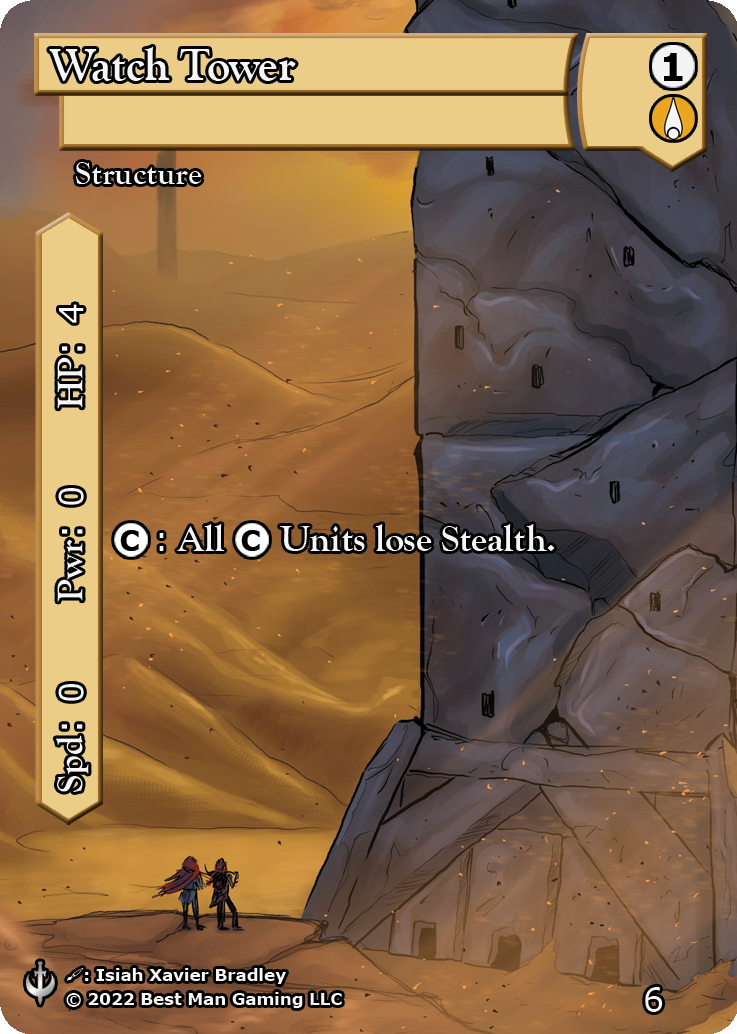 Watch Tower
1
Structure
HP: 4
Pwr: 0
Spd: 0
C: All C Units lose Stealth.
: Isiah Xavier Bradley
© 2022 Best Man Gaming LLC
6